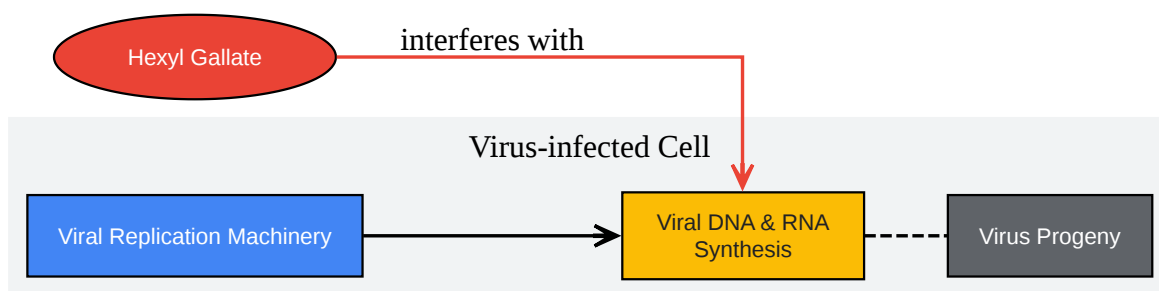 interferes with
Hexyl Gallate
Virus-infected Cell
Viral Replication Machinery
Viral DNA & RNA
Synthesis
Virus Progeny